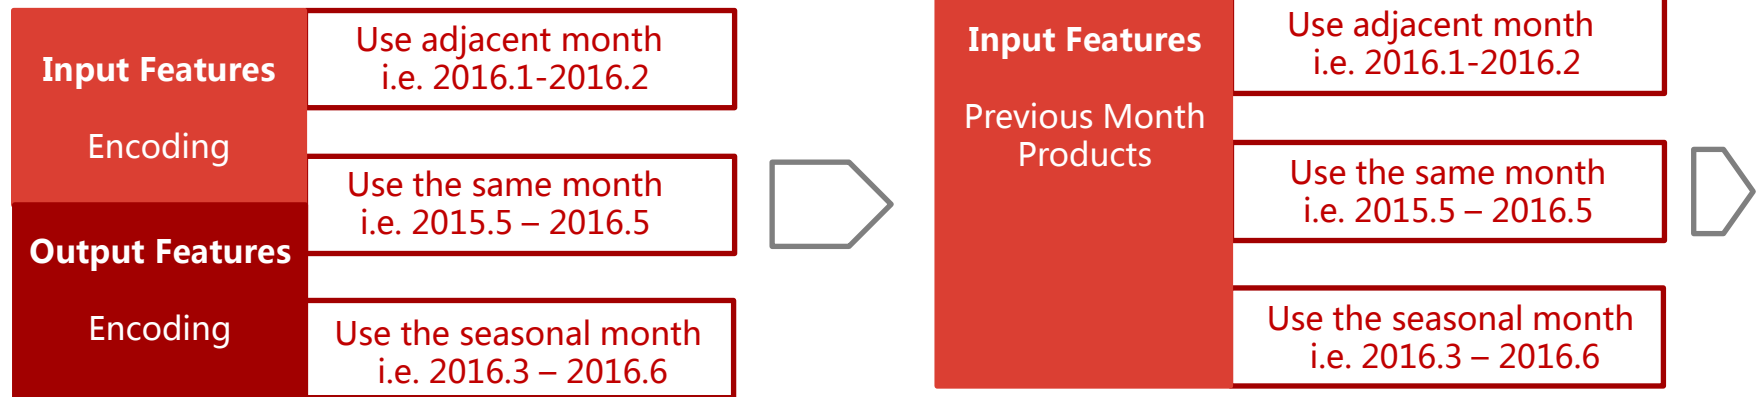 Input Features
Encoding
Output Features
Encoding
Use adjacent month
i.e. 2016.1-2016.2
Use the same month
i.e. 2015.5 – 2016.5
Use the seasonal month
i.e. 2016.3 – 2016.6
Input Features
Previous Month
Products
Use adjacent month
i.e. 2016.1-2016.2
Use the same month
i.e. 2015.5 – 2016.5
Use the seasonal month
i.e. 2016.3 – 2016.6